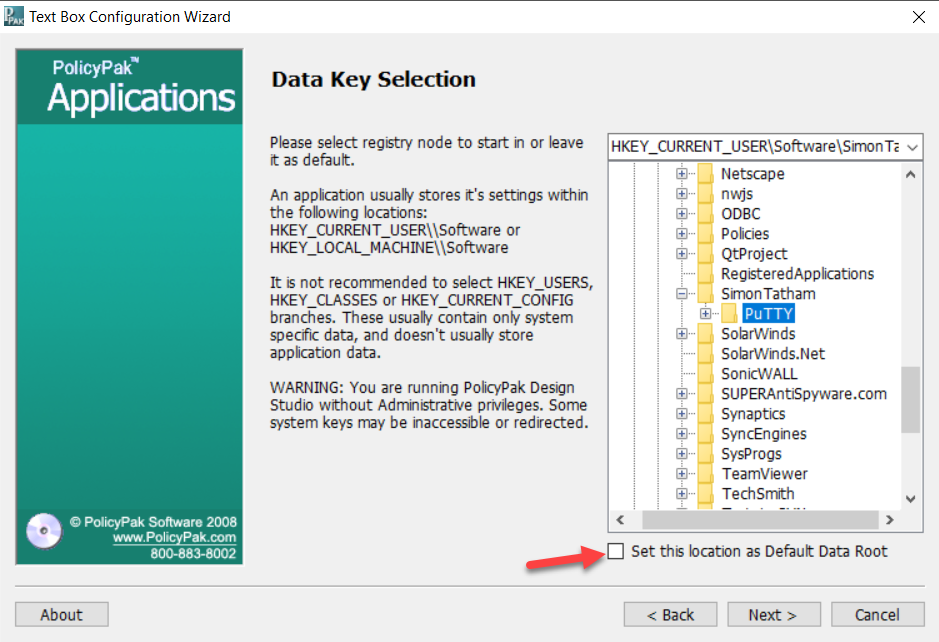 Text Box Configuration Wizard
PolicyPak™
Applications
Data Key Selection
Please select registry node to start in or leave
it as default.
An application usually stores it's settings within
the following locations:
HKEY_CURRENT_USER\\Software or
HKEY_LOCAL_MACHINE\\Software
It is not recommended to select HKEY_USERS,
HKEY_CLASSES or HKEY_CURRENT_CONFIG
branches. These usually contain only system
specific data, and doesn't usually store
application data.
WARNING: You are running PolicyPak Design
Studio without Administrative privileges. Some
system keys may be inaccessible or redirected.
HKEY_CURRENT_USER\Software\SimonTa
Netscape
nwjs
ODBC
Policies
QtProject
RegisteredApplications
SimonTatham
PuTTY
SolarWinds
SolarWinds.Net
SonicWALL
SUPERAntiSpyware.com
Synaptics
SyncEngines
SysProgs
TeamViewer
TechSmith
Set this location as Default Data Root
© PolicyPak Software 2008
www.PolicyPak.com
800-883-8002
About
< Back
Next >
Cancel